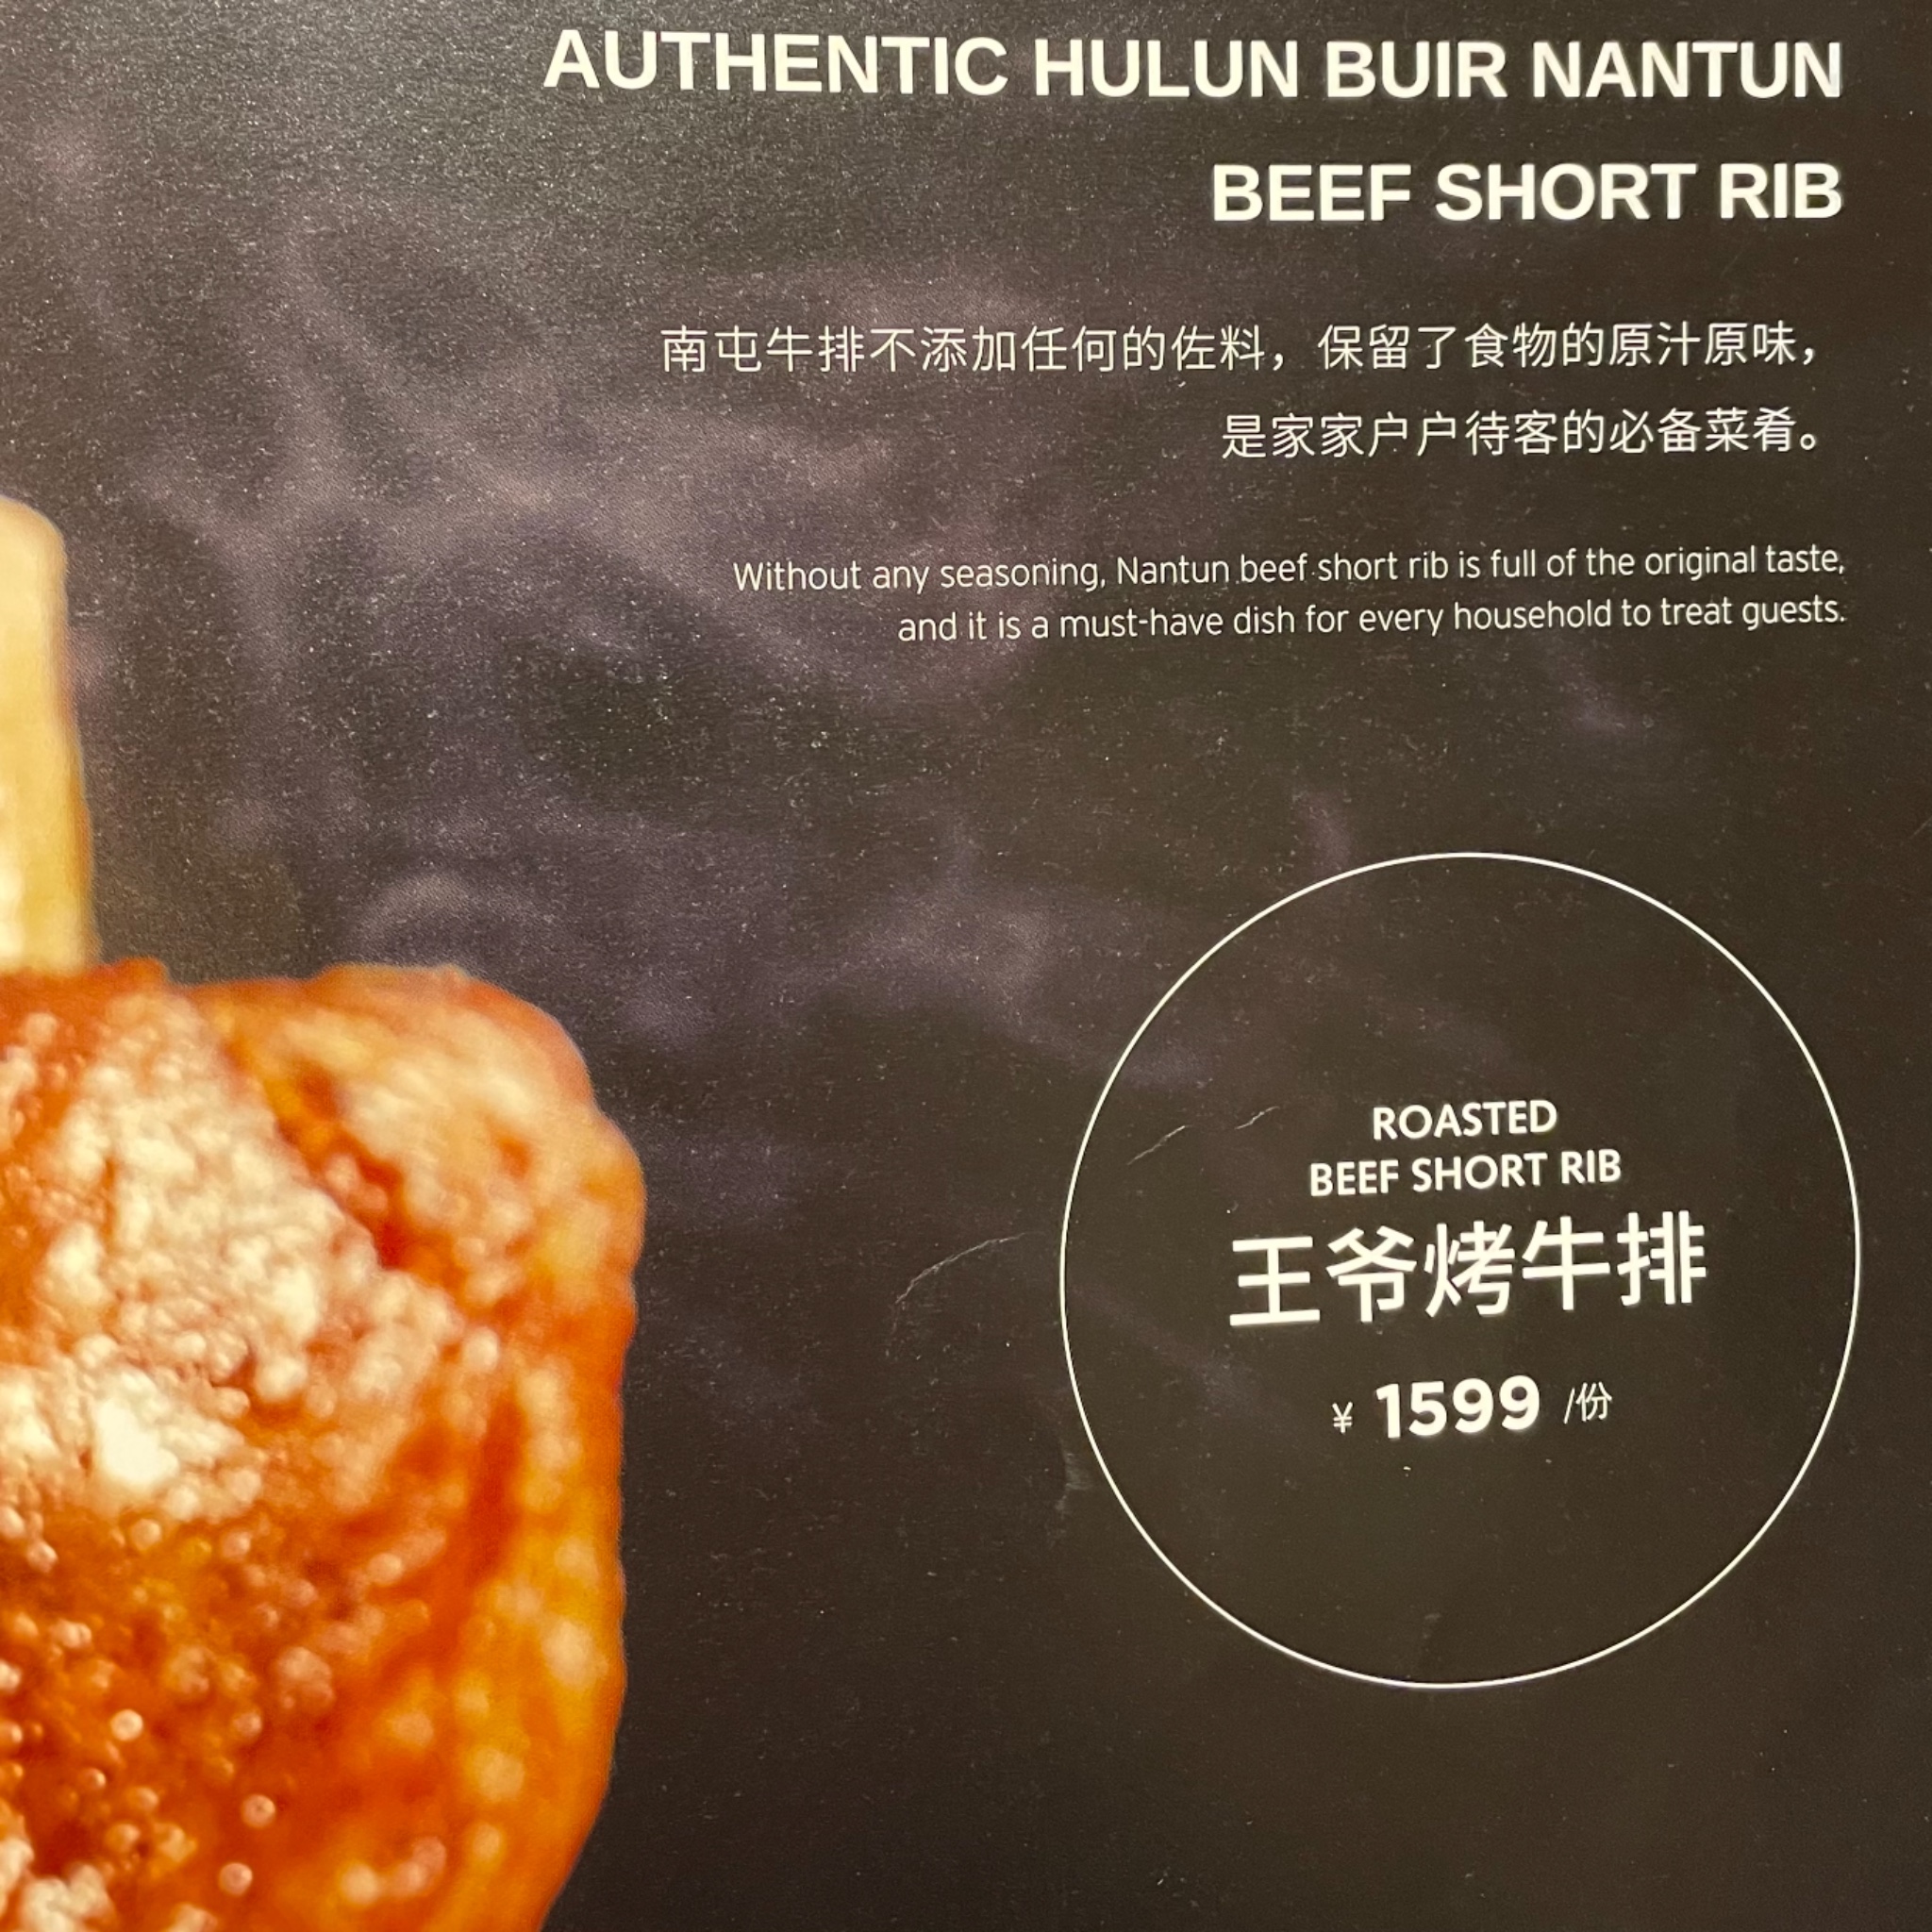 AUTHENTIC HULUN BUIR NANTUN
BEEF SHORT RIB
南屯牛排不添加任何的佐料，保留了食物的原汁原味，
是家家户户待客的必备菜肴。
Without any seasoning, Nantun beef short rib is full of the original taste,
and it is a must-have dish for every household to treat guests.
ROASTED
BEEF SHORT RIB
王爷烤牛排
¥ 1599 /份